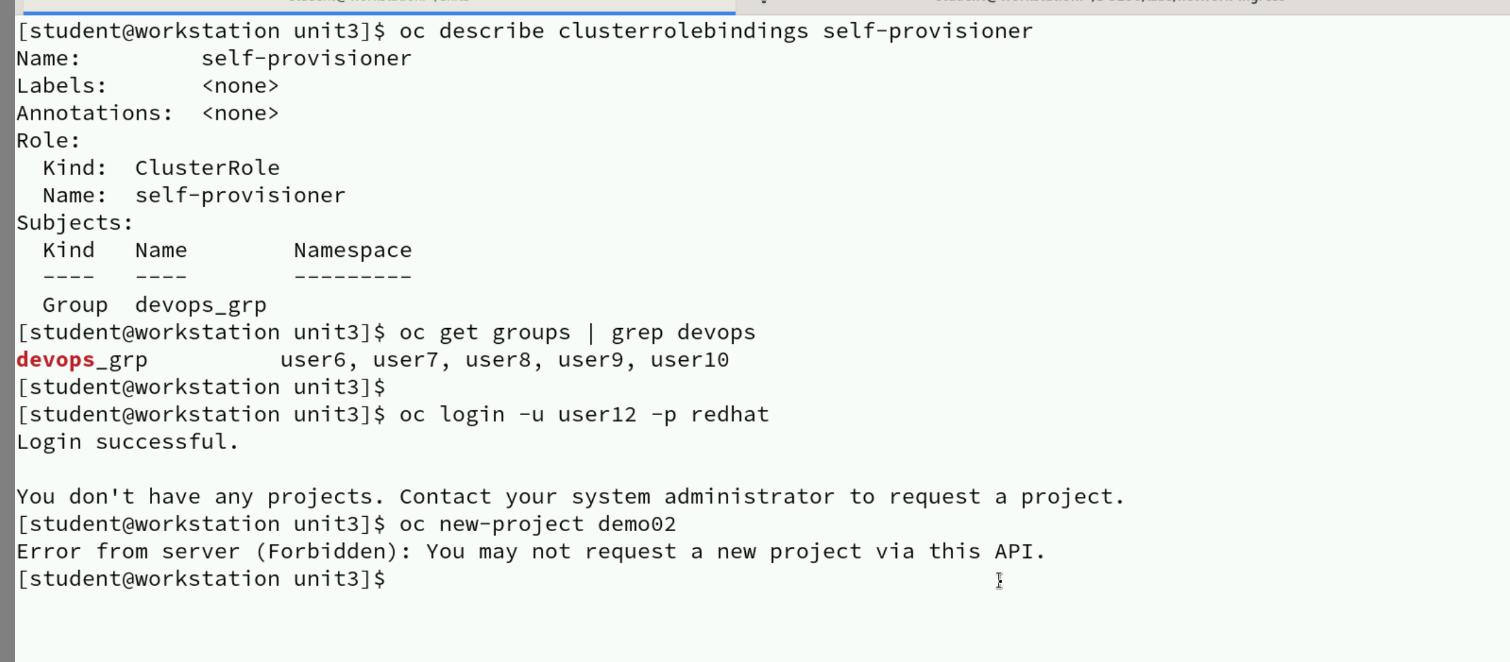 [student@workstation unit3]$ oc describe clusterrolebindings self-provisioner
Name:         self-provisioner
Labels:       <none>
Annotations:  <none>
Role:
  Kind:  ClusterRole
  Name:  self-provisioner
Subjects:
  Kind   Name        Namespace
  ----   ----        ---------
  Group  devops_grp
[student@workstation unit3]$ oc get groups | grep devops
devops_grp          user6, user7, user8, user9, user10
[student@workstation unit3]$
[student@workstation unit3]$ oc login -u user12 -p redhat
Login successful.

You don't have any projects. Contact your system administrator to request a project.
[student@workstation unit3]$ oc new-project demo02
Error from server (Forbidden): You may not request a new project via this API.
[student@workstation unit3]$